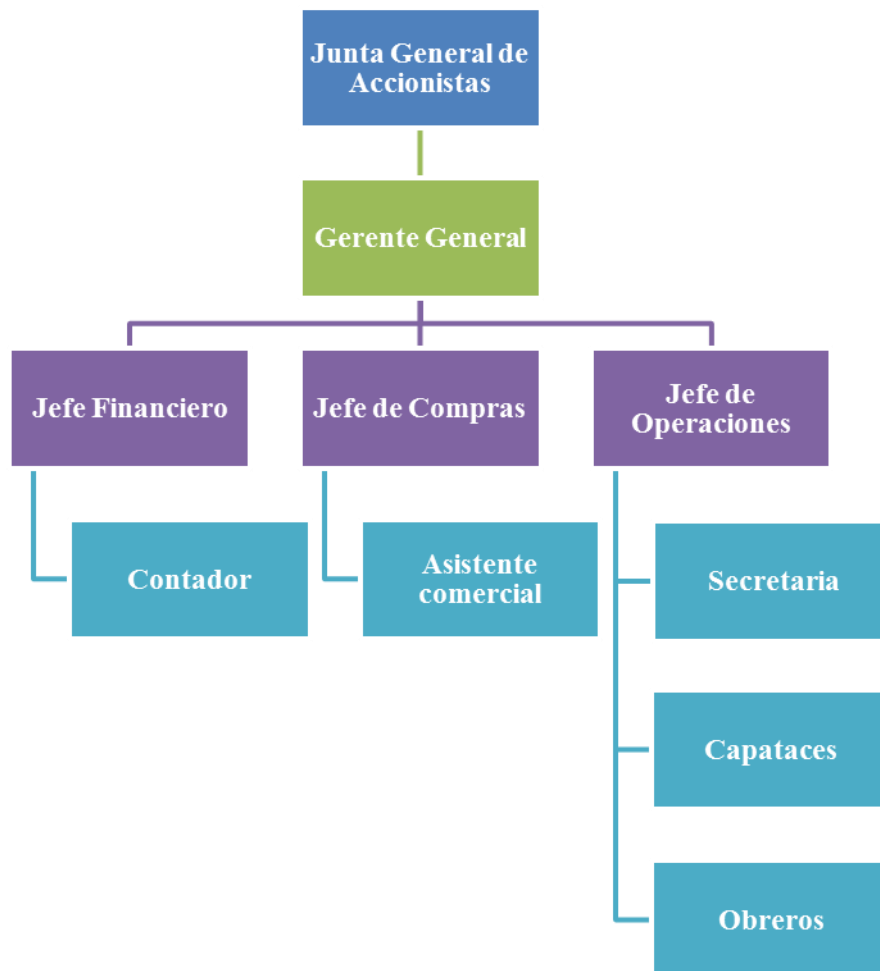 Junta General de
Accionistas
Gerente General
Jefe Financiero
Jefe de Compras
Jefe de
Operaciones
Contador
Asistente
comercial
Secretaria
Capataces
Obreros